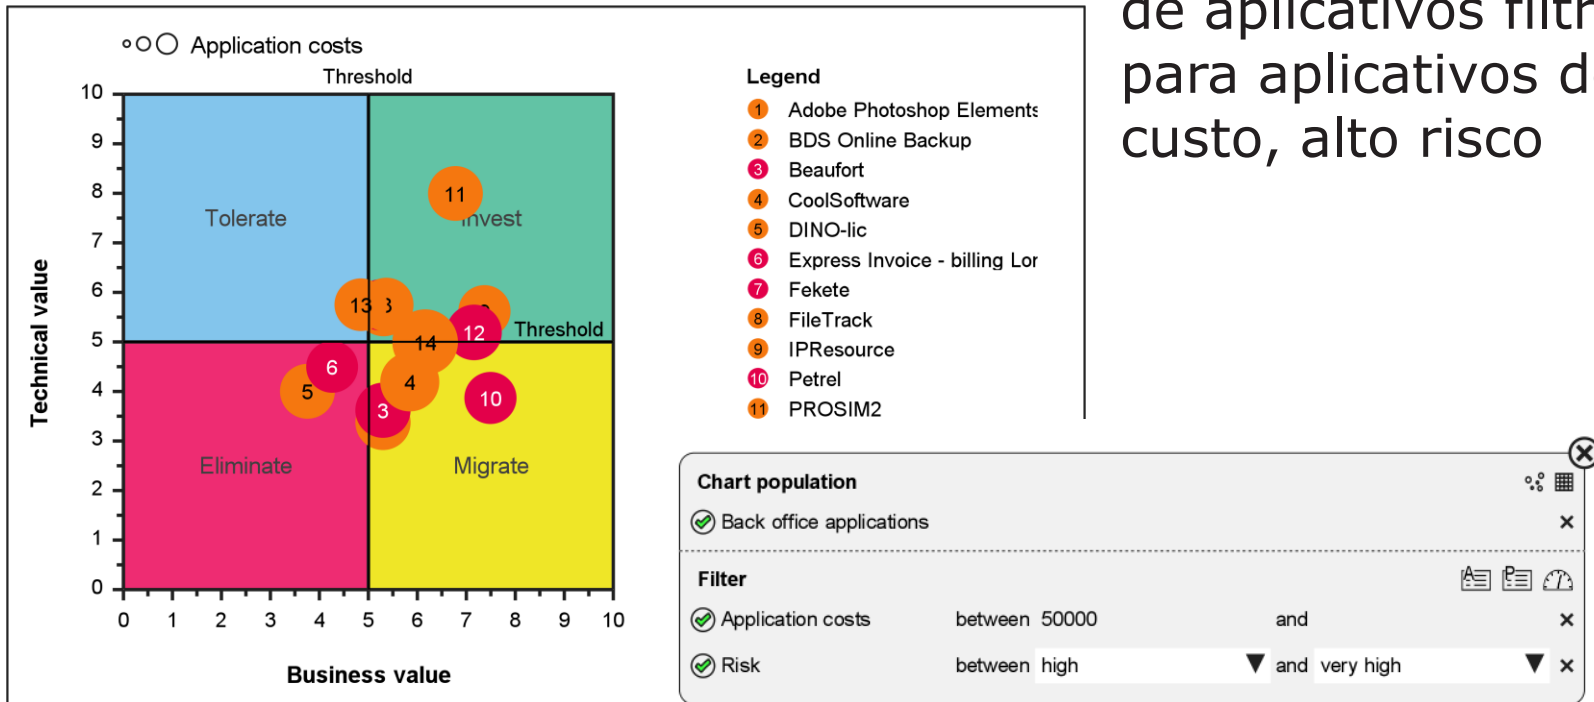 de aplicativos filtr
para aplicativos d
custo, alto risco
Application costs
Threshold
10
9
8
7
6
5
4
3
2
1
0
Technical value
Tolerate
Invest
Threshold
Eliminate
Migrate
11
13
12
14
6
5
4
3
10
0 1 2 3 4 5 6 7 8 9 10
Business value
Legend
1 Adobe Photoshop Elements
2 BDS Online Backup
3 Beaufort
4 CoolSoftware
5 DINO-lic
6 Express Invoice - billing Lor
7 Fekete
8 FileTrack
9 IPResource
10 Petrel
11 PROSIM2
Chart population
Back office applications
Filter
Application costs between 50000 and
Risk between high and very high